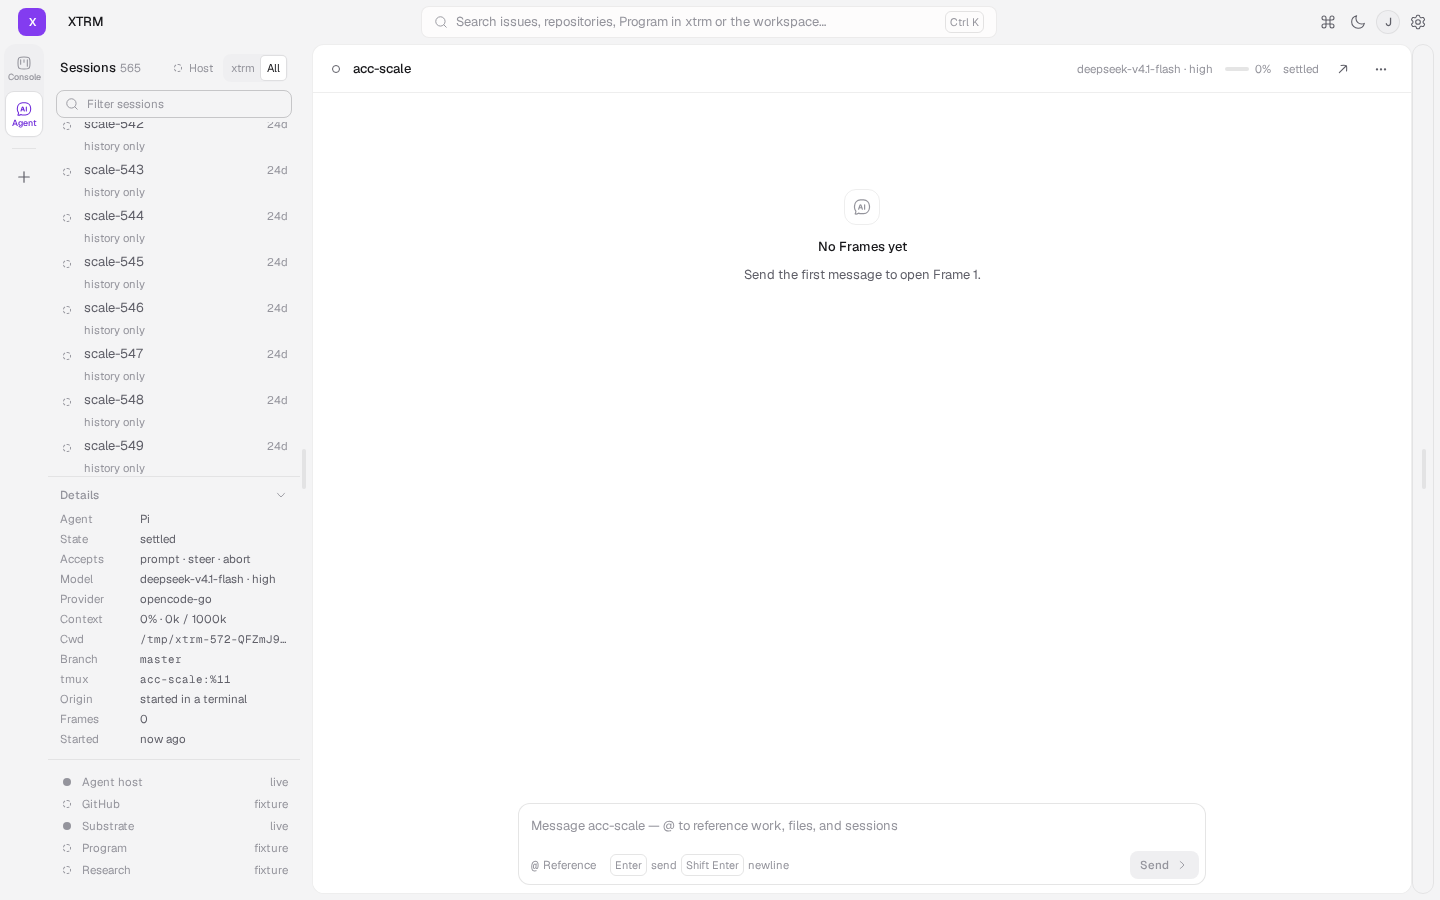 X XTRM
Search issues, repositories, Program in xtrm or the workspace... Ctrl K
J
Console
AI
Agent
Sessions 565 Host xtrm All
Filter sessions
scale-542 24d
history only
scale-543 24d
history only
scale-544 24d
history only
scale-545 24d
history only
scale-546 24d
history only
scale-547 24d
history only
scale-548 24d
history only
scale-549 24d
history only
Details
Agent Pi
State settled
Accepts prompt · steer · abort
Model deepseek-v4.1-flash · high
Provider opencode-go
Context 0% · 0k / 1000k
Cwd /tmp/xtrm-572-QFZmJ9…
Branch master
tmux acc-scale:%11
Origin started in a terminal
Frames 0
Started now ago
Agent host live
GitHub fixture
Substrate live
Program fixture
Research fixture
acc-scale deepseek-v4.1-flash · high 0% settled
AI
No Frames yet
Send the first message to open Frame 1.
Message acc-scale — @ to reference work, files, and sessions
@ Reference Enter send Shift Enter newline Send